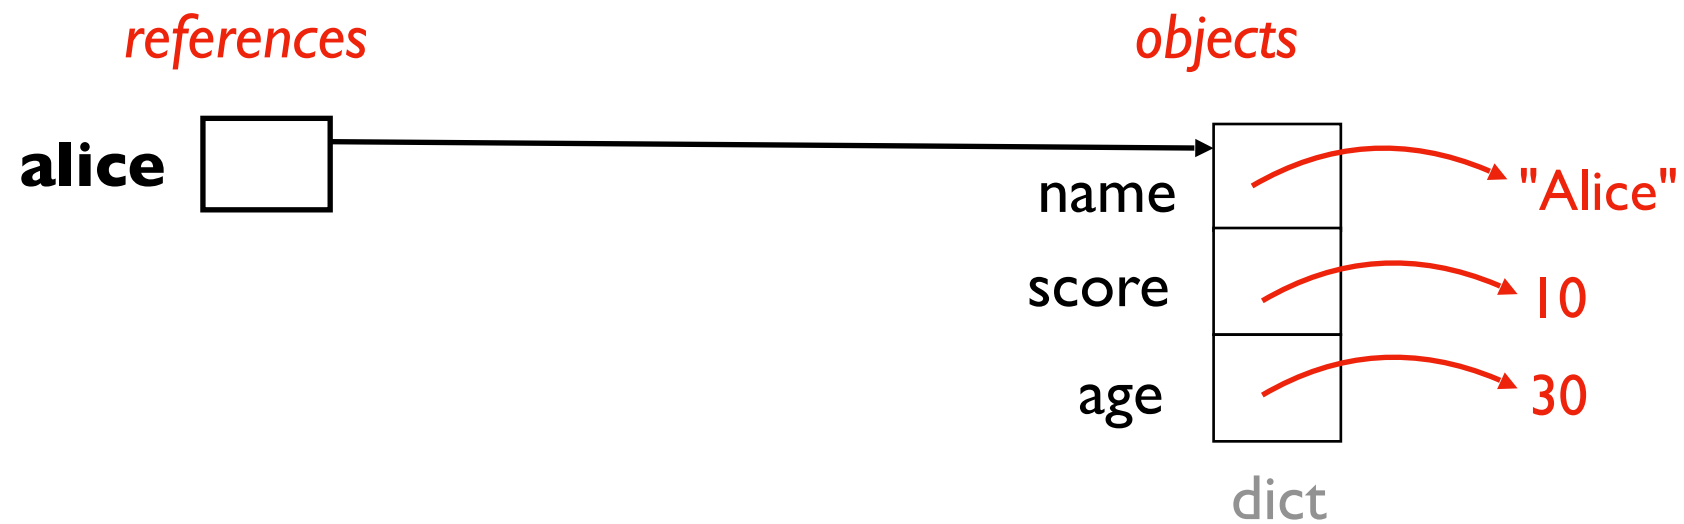 references
objects
alice
name
"Alice"
score
10
age
30
dict